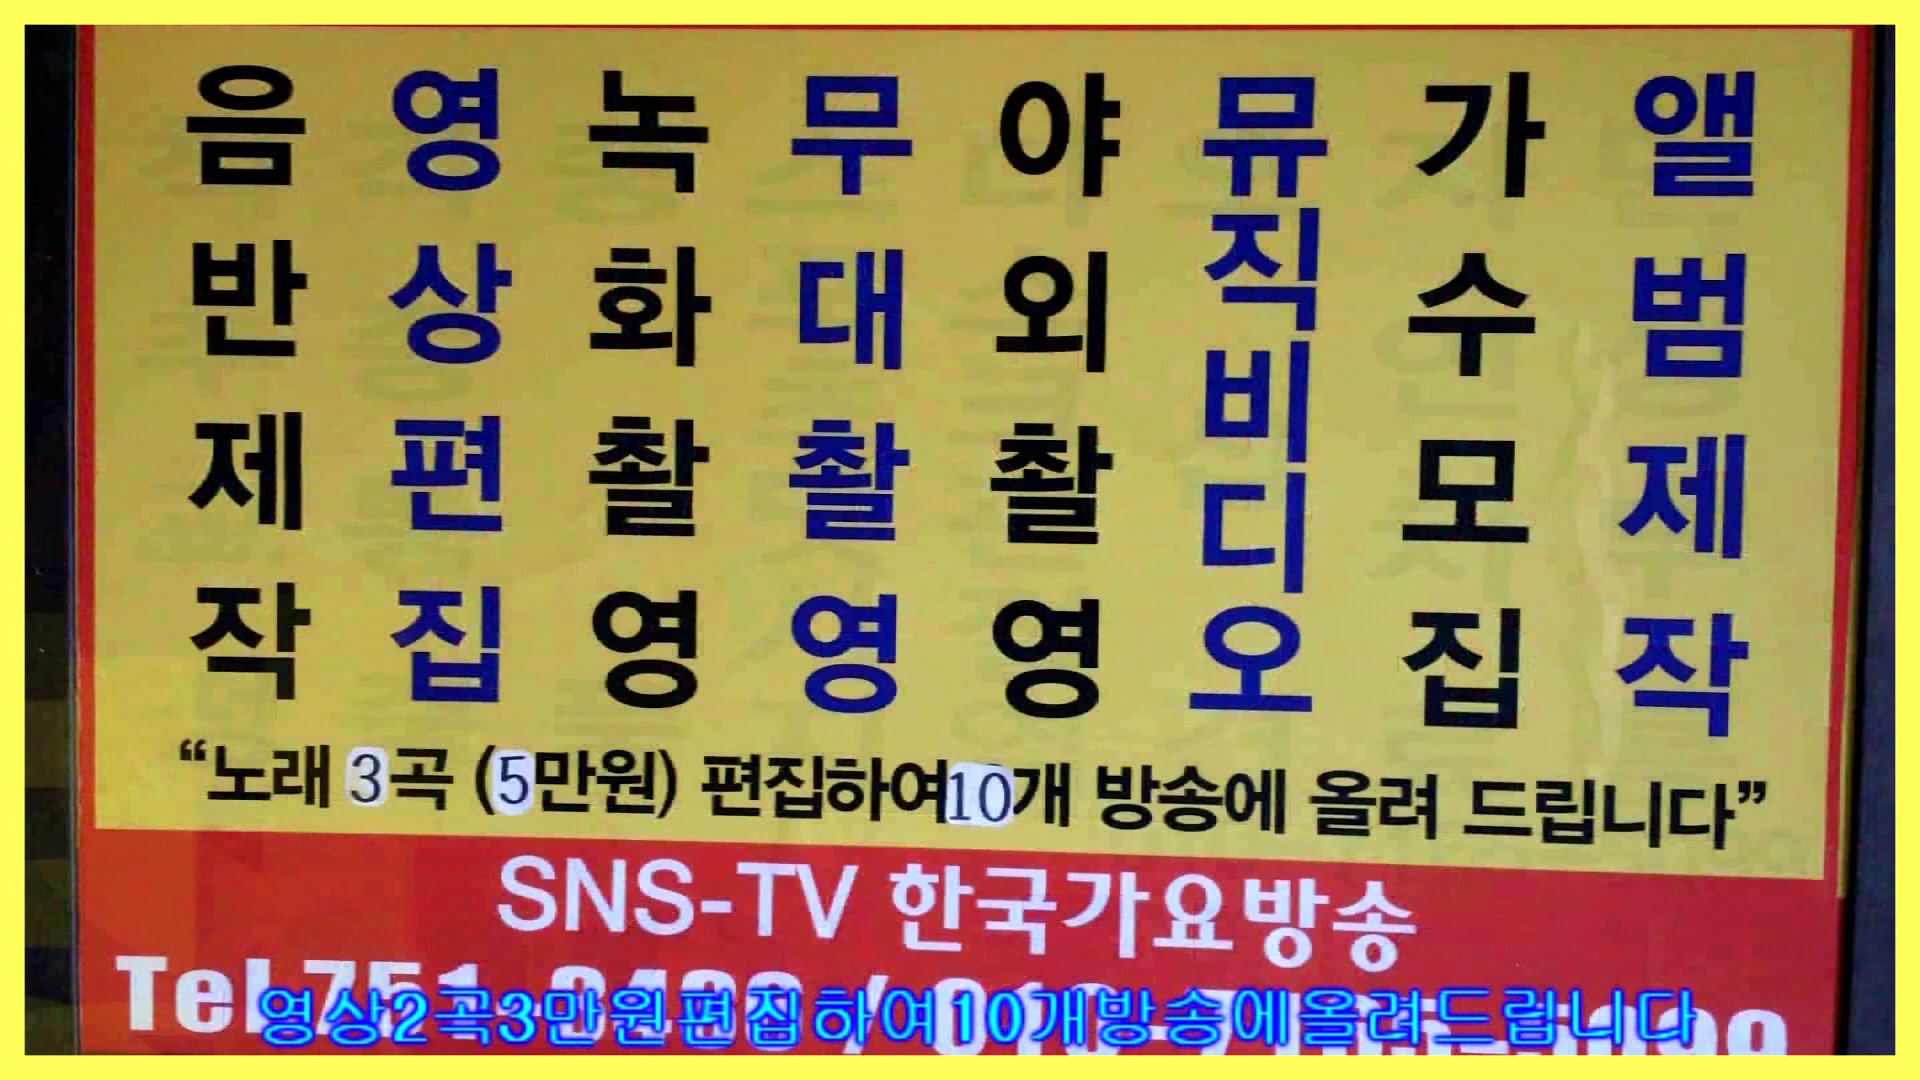 음반제작
영상편집
녹화촬영
무대촬영
야외촬영
뮤직비디오
가수모집
앨범제작
“노래 3곡 (5만원) 편집하여 10개 방송에 올려 드립니다”
SNS-TV 한국가요방송
Tel
영상2곡3만원편집하여10개방송에올려드립니다